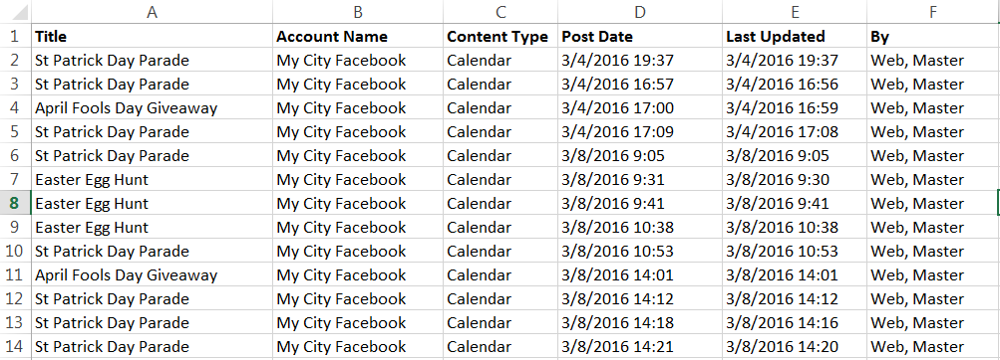 A B C D E F
1 Title Account Name Content Type Post Date Last Updated By
2 St Patrick Day Parade My City Facebook Calendar 3/4/2016 19:37 3/4/2016 19:37 Web, Master
3 St Patrick Day Parade My City Facebook Calendar 3/4/2016 16:57 3/4/2016 16:56 Web, Master
4 April Fools Day Giveaway My City Facebook Calendar 3/4/2016 17:00 3/4/2016 16:59 Web, Master
5 St Patrick Day Parade My City Facebook Calendar 3/4/2016 17:09 3/4/2016 17:08 Web, Master
6 St Patrick Day Parade My City Facebook Calendar 3/8/2016 9:05 3/8/2016 9:05 Web, Master
7 Easter Egg Hunt My City Facebook Calendar 3/8/2016 9:31 3/8/2016 9:30 Web, Master
8 Easter Egg Hunt My City Facebook Calendar 3/8/2016 9:41 3/8/2016 9:41 Web, Master
9 Easter Egg Hunt My City Facebook Calendar 3/8/2016 10:38 3/8/2016 10:38 Web, Master
10 St Patrick Day Parade My City Facebook Calendar 3/8/2016 10:53 3/8/2016 10:53 Web, Master
11 April Fools Day Giveaway My City Facebook Calendar 3/8/2016 14:01 3/8/2016 14:01 Web, Master
12 St Patrick Day Parade My City Facebook Calendar 3/8/2016 14:12 3/8/2016 14:12 Web, Master
13 St Patrick Day Parade My City Facebook Calendar 3/8/2016 14:18 3/8/2016 14:16 Web, Master
14 St Patrick Day Parade My City Facebook Calendar 3/8/2016 14:21 3/8/2016 14:20 Web, Master